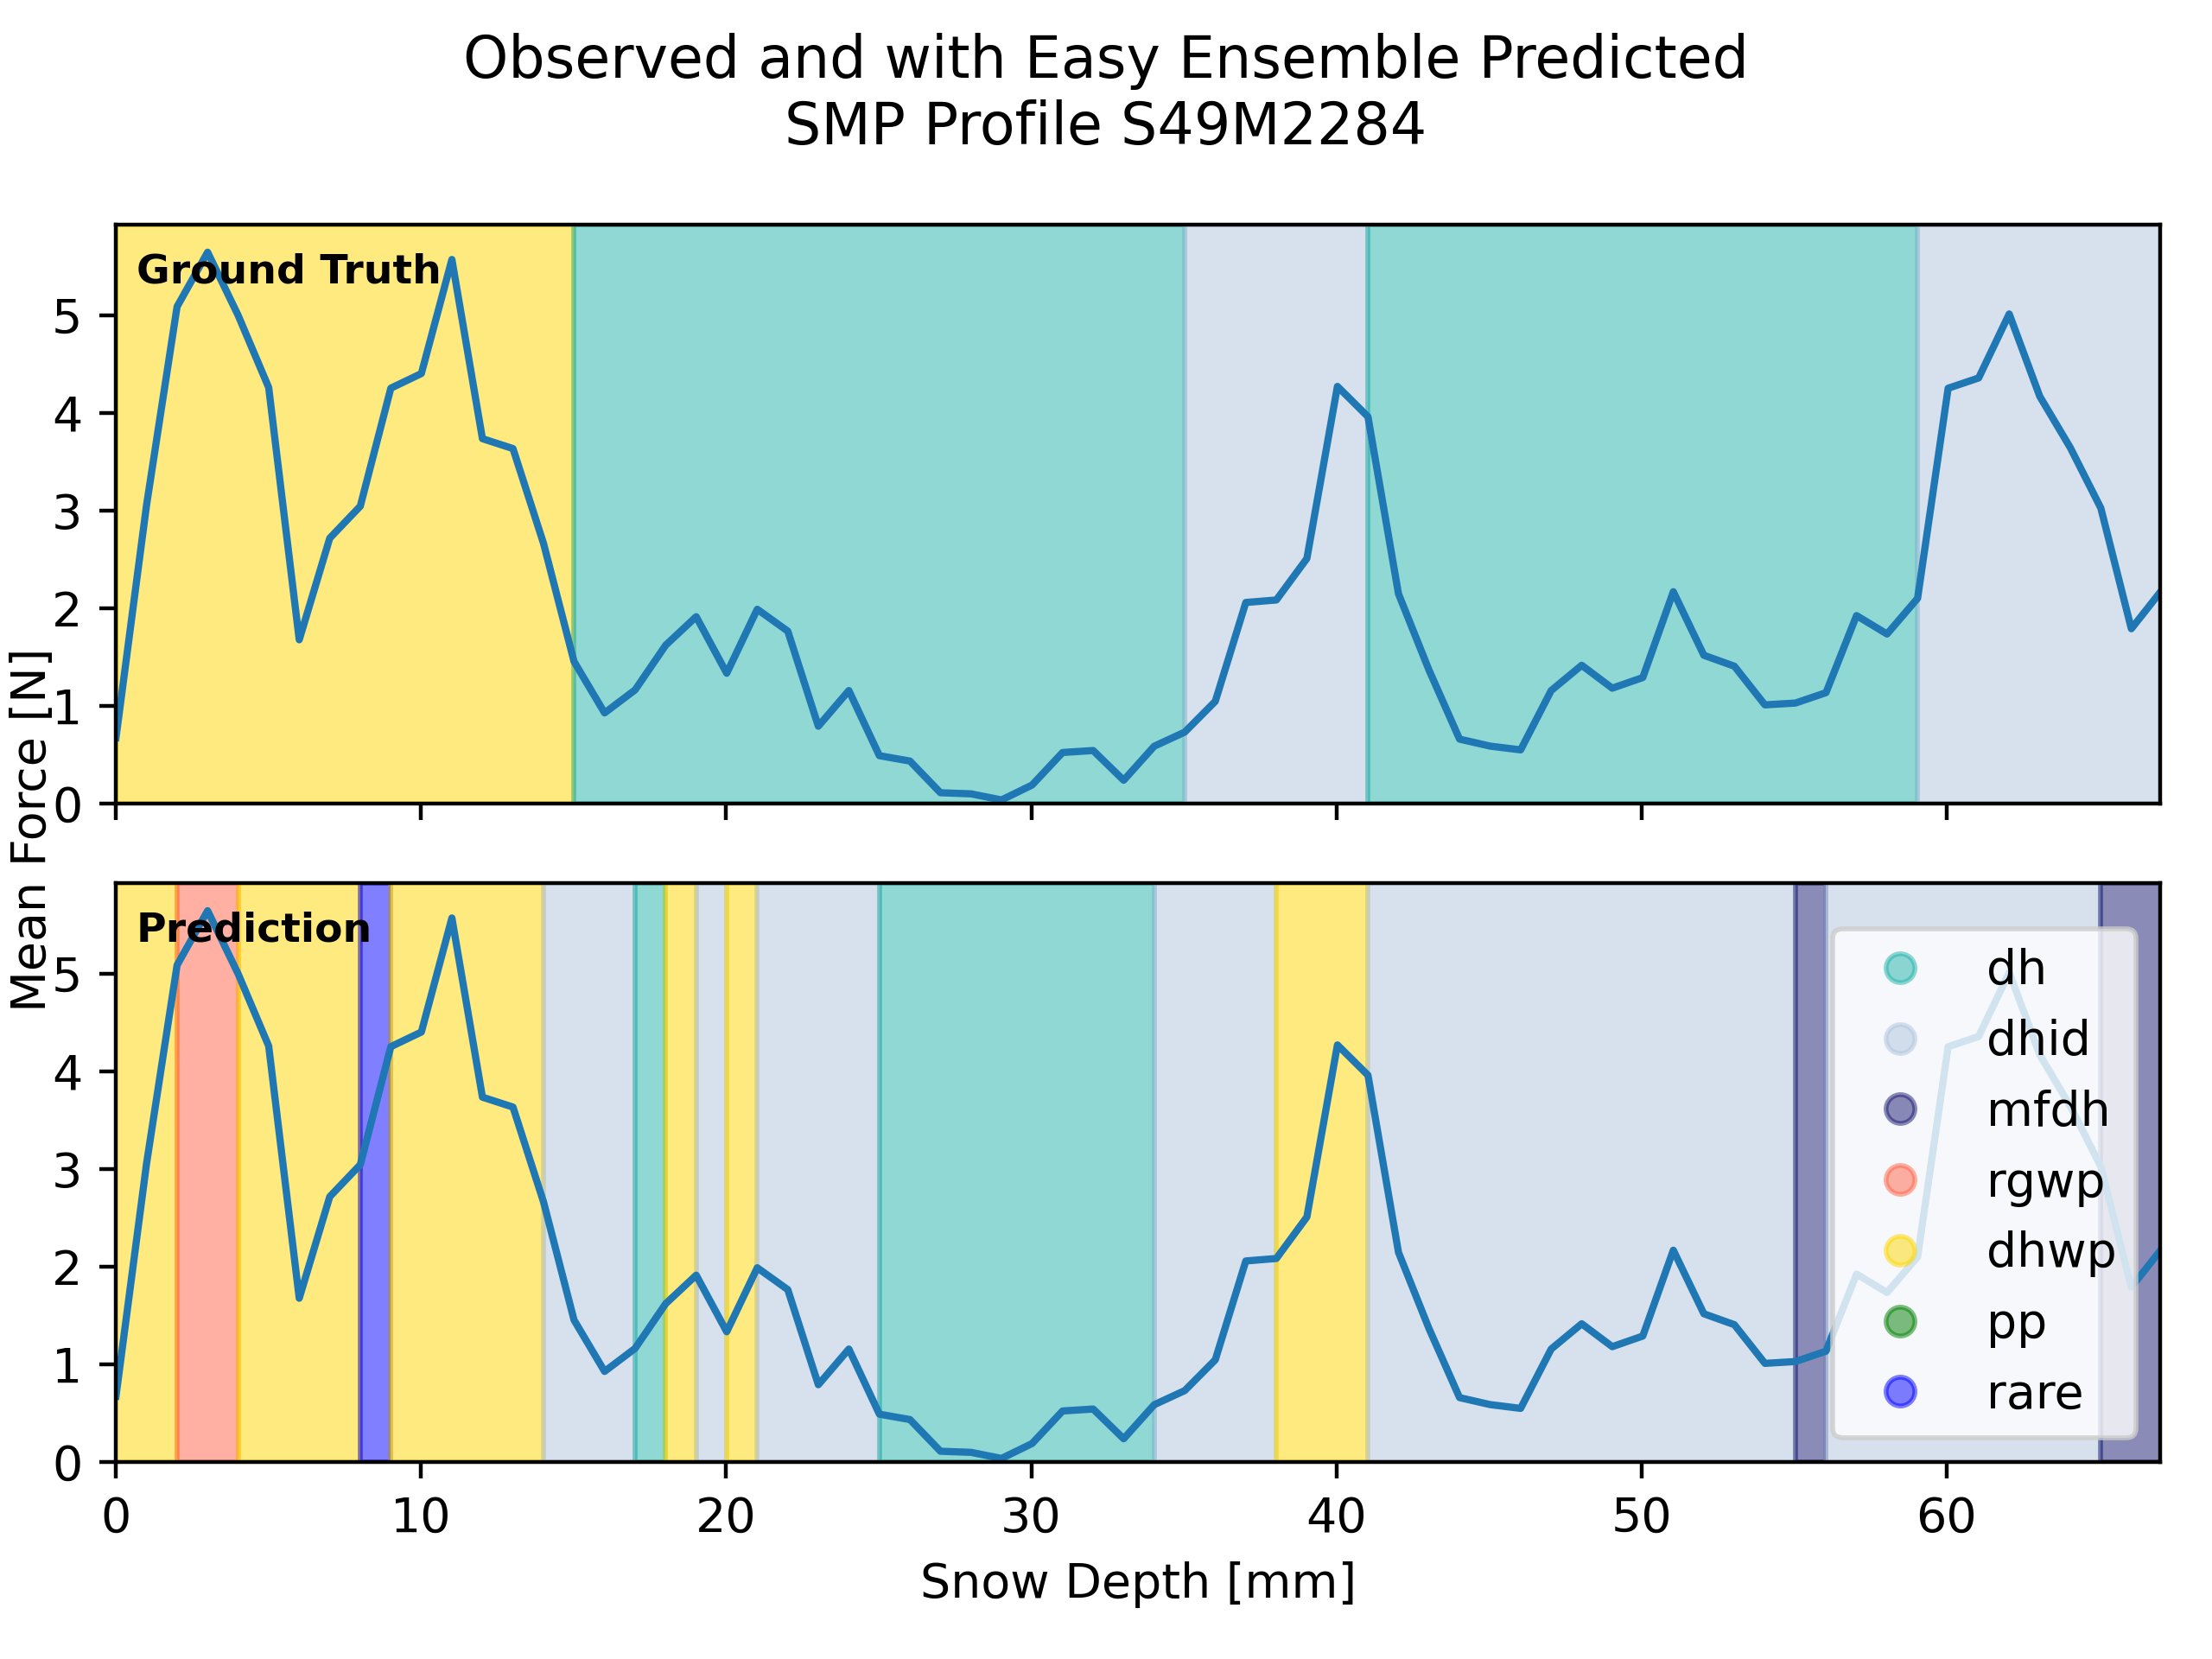 Observed and with Easy Ensemble Predicted
SMP Profile S49M2284
Mean Force [N]
Ground Truth
5
4
3
2
1
0
Prediction
5
4
3
2
1
0
dh
dhid
mfdh
rgwp
dhwp
pp
rare
0 10 20 30 40 50 60
Snow Depth [mm]